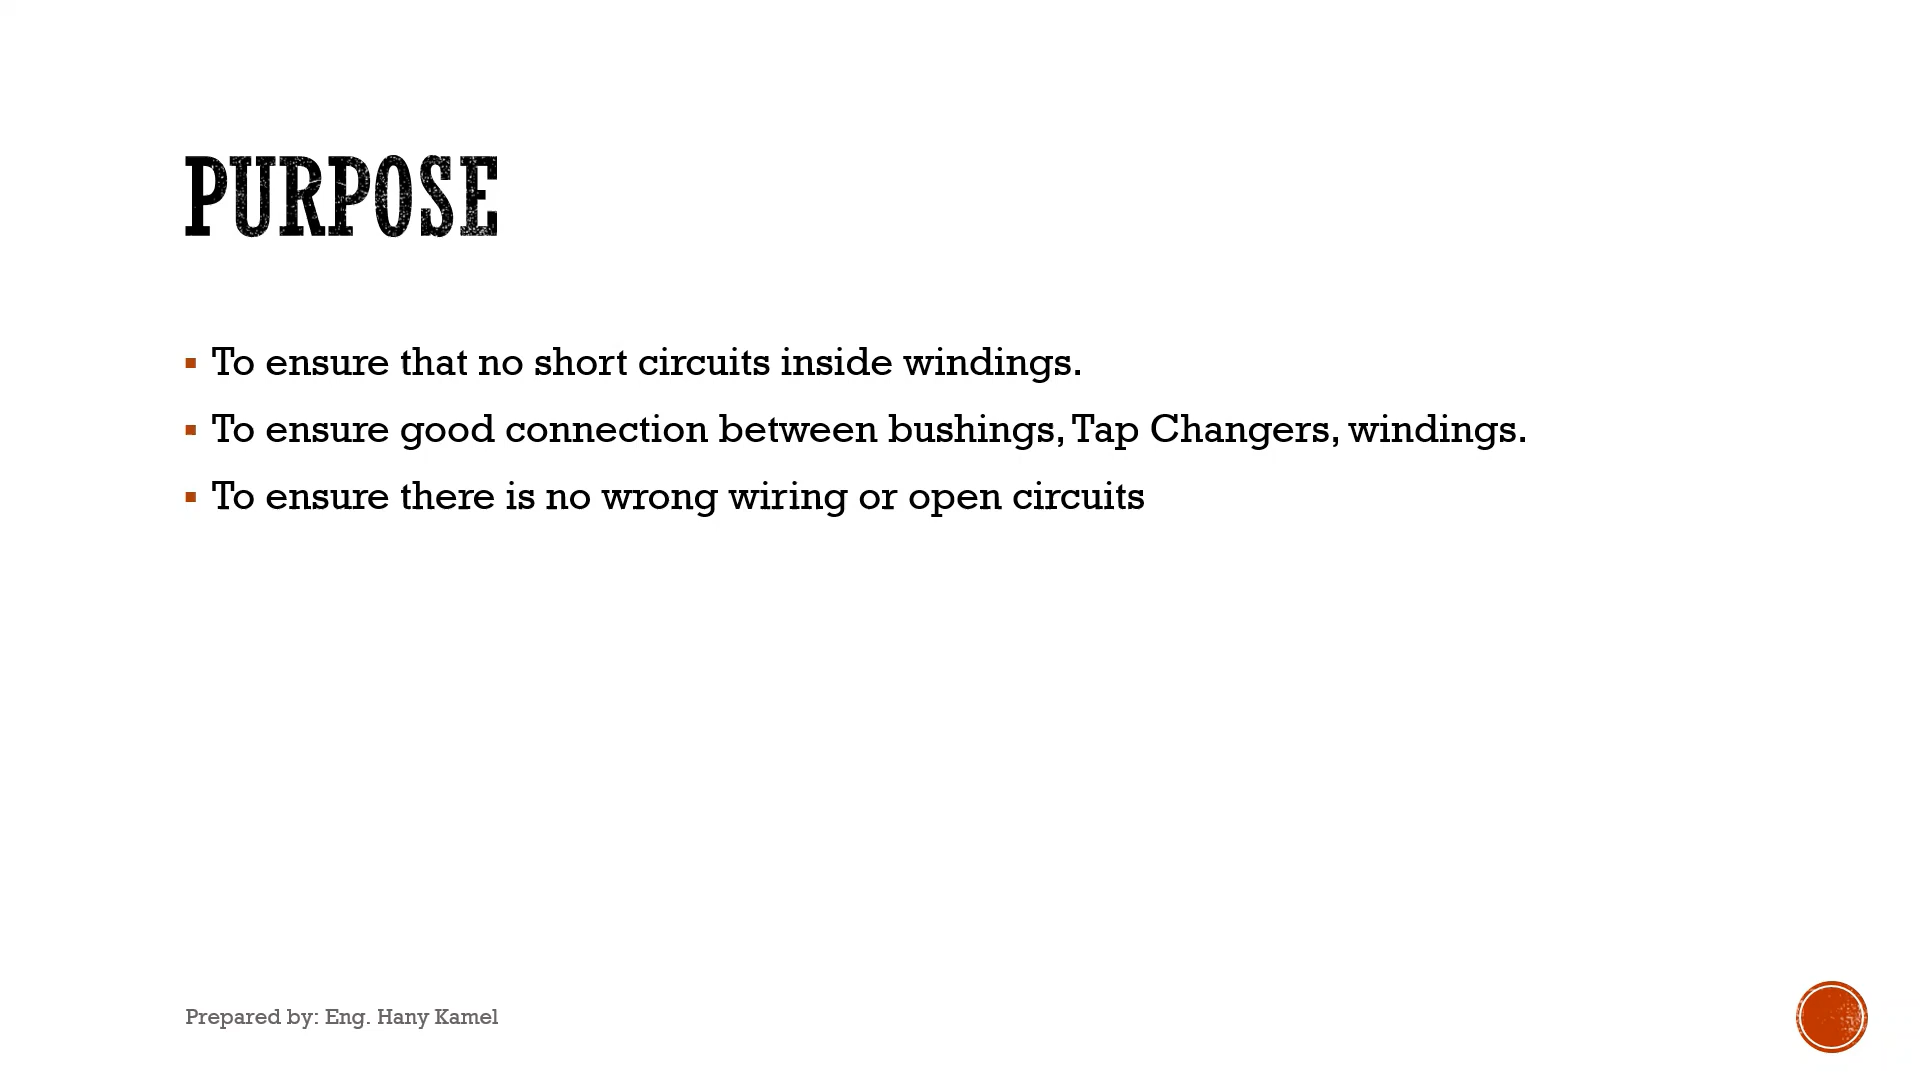 PURPOSE
▪ To ensure that no short circuits inside windings.
▪ To ensure good connection between bushings, Tap Changers, windings.
▪ To ensure there is no wrong wiring or open circuits
Prepared by: Eng. Hany Kamel